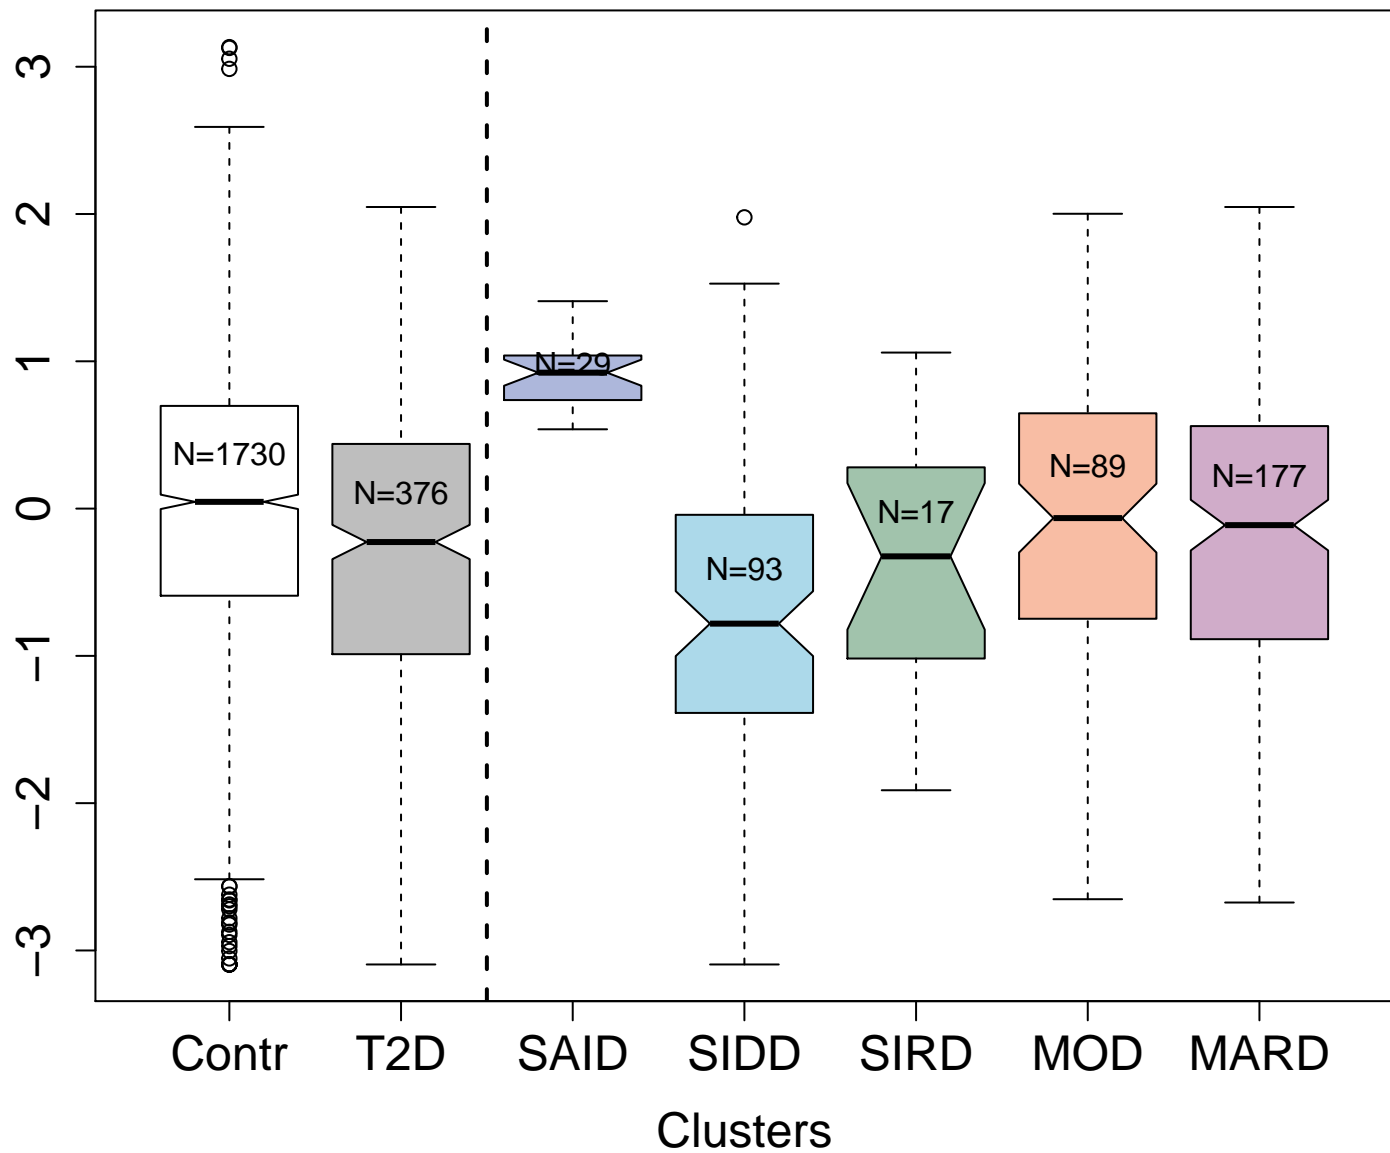 3
2
1
0
−1
−2
−3
N=1730
N=376
N=29
N=93
N=17
N=89
N=177
Contr T2D SAID SIDD SIRD MOD MARD
Clusters